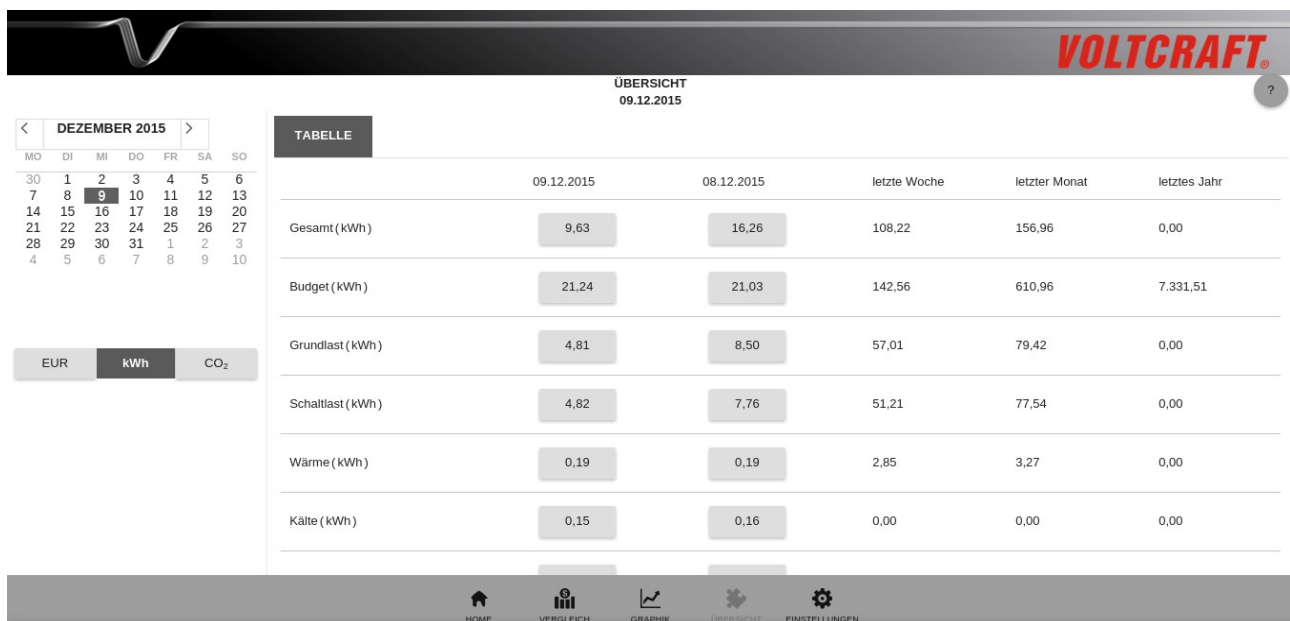 VOLTCRAFT®
ÜBERSICHT
09.12.2015
?
DEZEMBER 2015
MO DI MI DO FR SA SO
30 1 2 3 4 5 6
7 8 9 10 11 12 13
14 15 16 17 18 19 20
21 22 23 24 25 26 27
28 29 30 31 1 2 3
4 5 6 7 8 9 10
EUR kWh CO₂
TABELLE
09.12.2015 08.12.2015 letzte Woche letzter Monat letztes Jahr
Gesamt (kWh) 9,63 16,26 108,22 156,96 0,00
Budget (kWh) 21,24 21,03 142,56 610,96 7.331,51
Grundlast (kWh) 4,81 8,50 57,01 79,42 0,00
Schaltlast (kWh) 4,82 7,76 51,21 77,54 0,00
Wärme (kWh) 0,19 0,19 2,85 3,27 0,00
Kälte (kWh) 0,15 0,16 0,00 0,00 0,00
HOME VERGLEICH GRAPHIK ÜBERSICHT EINSTELLUNGEN